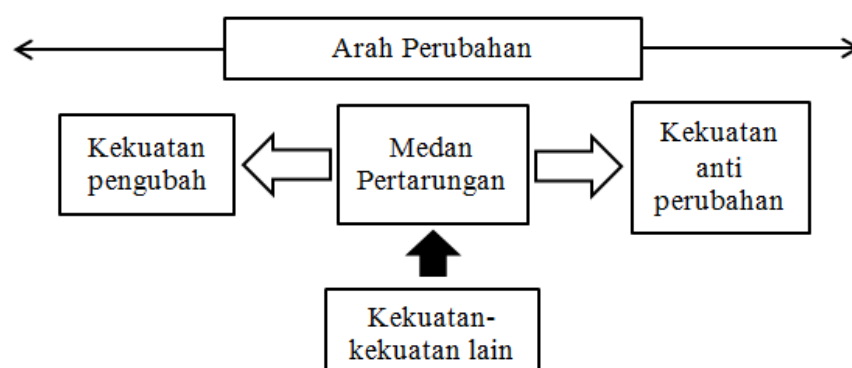 Arah Perubahan
Kekuatan
pengubah
Medan
Pertarungan
Kekuatan
anti
perubahan
Kekuatan-
kekuatan lain